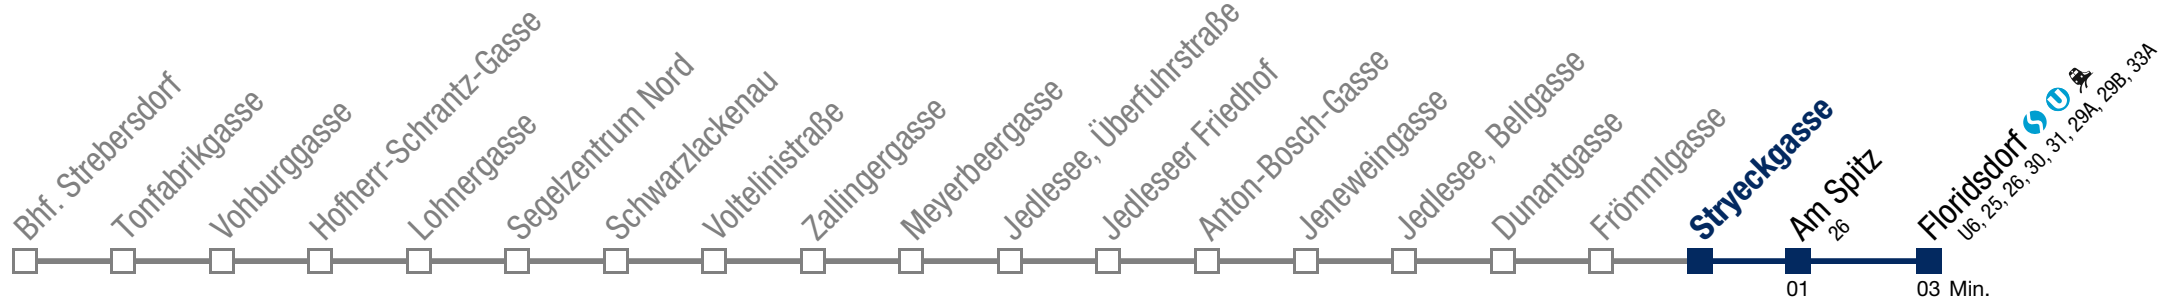 Bhf. Strebersdorf
Tonfabrikgasse
Vohburggasse
Hofherr-Schrantz-Gasse
Lohnergasse
Segelzentrum Nord
Schwarzlackenau
Voltelinistraße
Zallingergasse
Meyerbeergasse
Jedlesee, Überfuhrstraße
Jedleseer Friedhof
Anton-Bosch-Gasse
Jeneweingasse
Jedlesee, Bellgasse
Dunantgasse
Frömmlgasse
Stryeckgasse
Am Spitz
26
Floridsdorf S U
U6, 25, 26, 30, 31, 29A, 29B, 33A
01
03 Min.